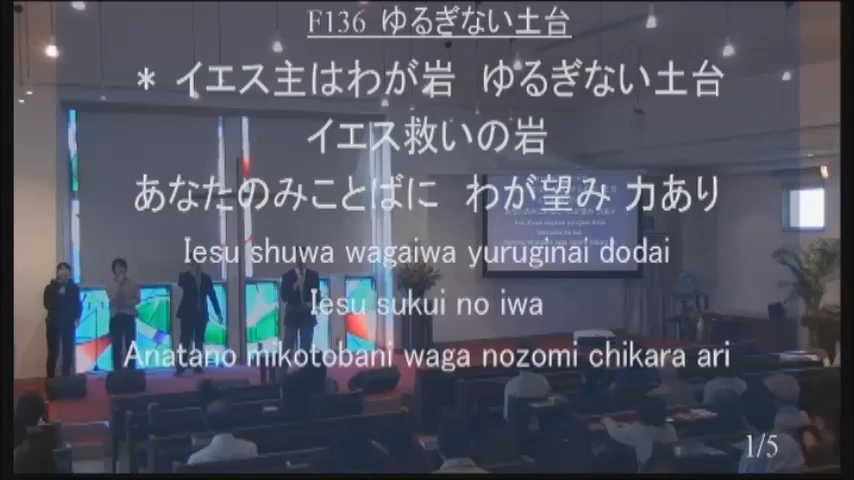 F136 ゆるぎない土台
* イエス主はわが岩 ゆるぎない土台
イエス救いの岩
あなたのみことばに わが望み 力あり
Iesu shuwa wagaiwa yuruginai dodai
Iesu sukui no iwa
Anatano mikotobani waga nozomi chikara ari
1/5